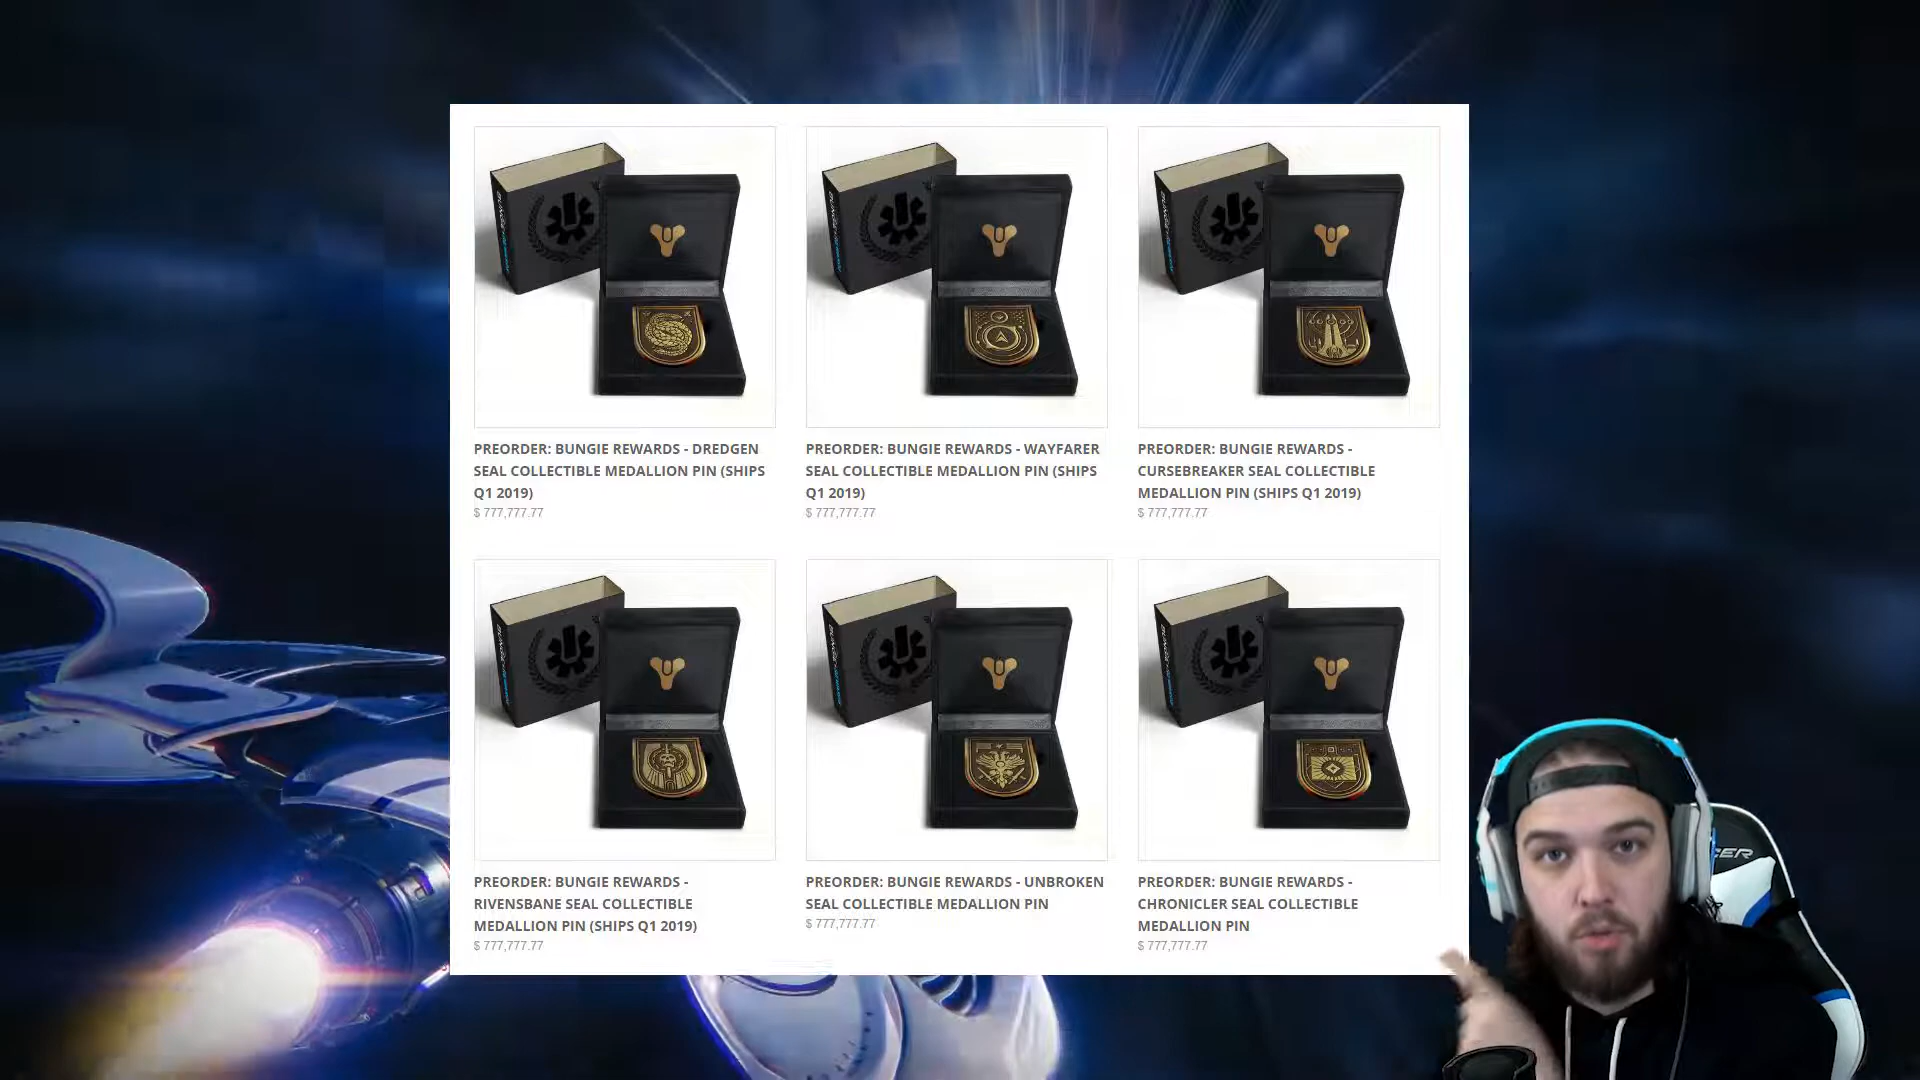 PREORDER: BUNGIE REWARDS - DREDGEN
SEAL COLLECTIBLE MEDALLION PIN (SHIPS
Q1 2019)
$ 777,777.77
PREORDER: BUNGIE REWARDS - WAYFARER
SEAL COLLECTIBLE MEDALLION PIN (SHIPS
Q1 2019)
$ 777,777.77
PREORDER: BUNGIE REWARDS -
CURSEBREAKER SEAL COLLECTIBLE
MEDALLION PIN (SHIPS Q1 2019)
$ 777,777.77
PREORDER: BUNGIE REWARDS -
RIVENSBANE SEAL COLLECTIBLE
MEDALLION PIN (SHIPS Q1 2019)
$ 777,777.77
PREORDER: BUNGIE REWARDS - UNBROKEN
SEAL COLLECTIBLE MEDALLION PIN
$ 777,777.77
PREORDER: BUNGIE REWARDS -
CHRONICLER SEAL COLLECTIBLE
MEDALLION PIN
$ 777,777.77